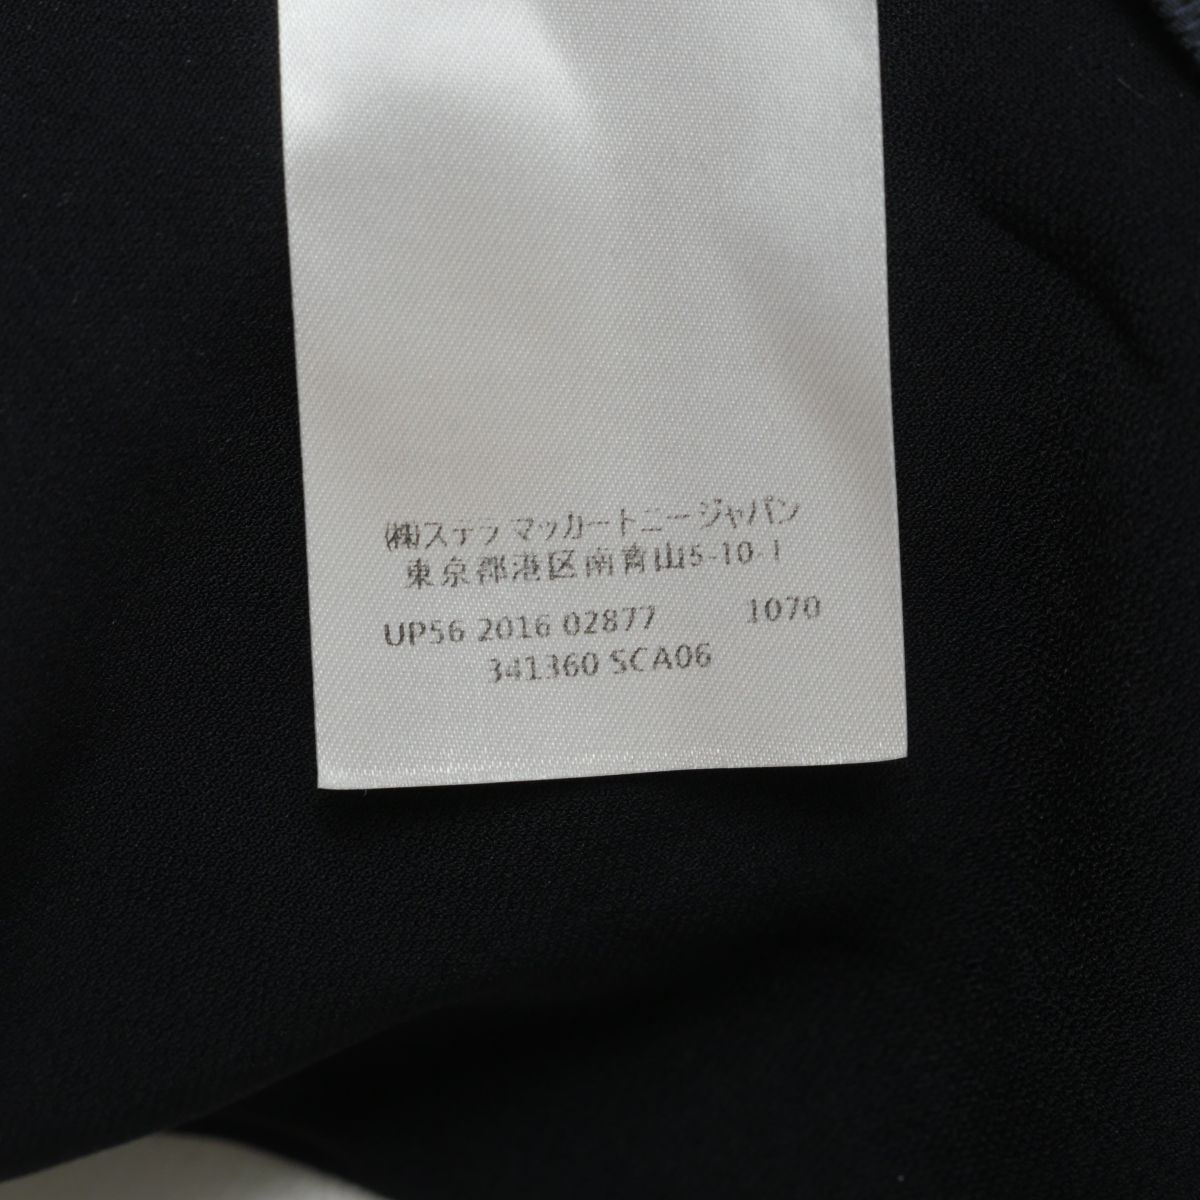 ㈱ステラ マッカートニージャパン
東京都港区南青山5-10-1
UP56 2016 02877 1070
341360 SCA06